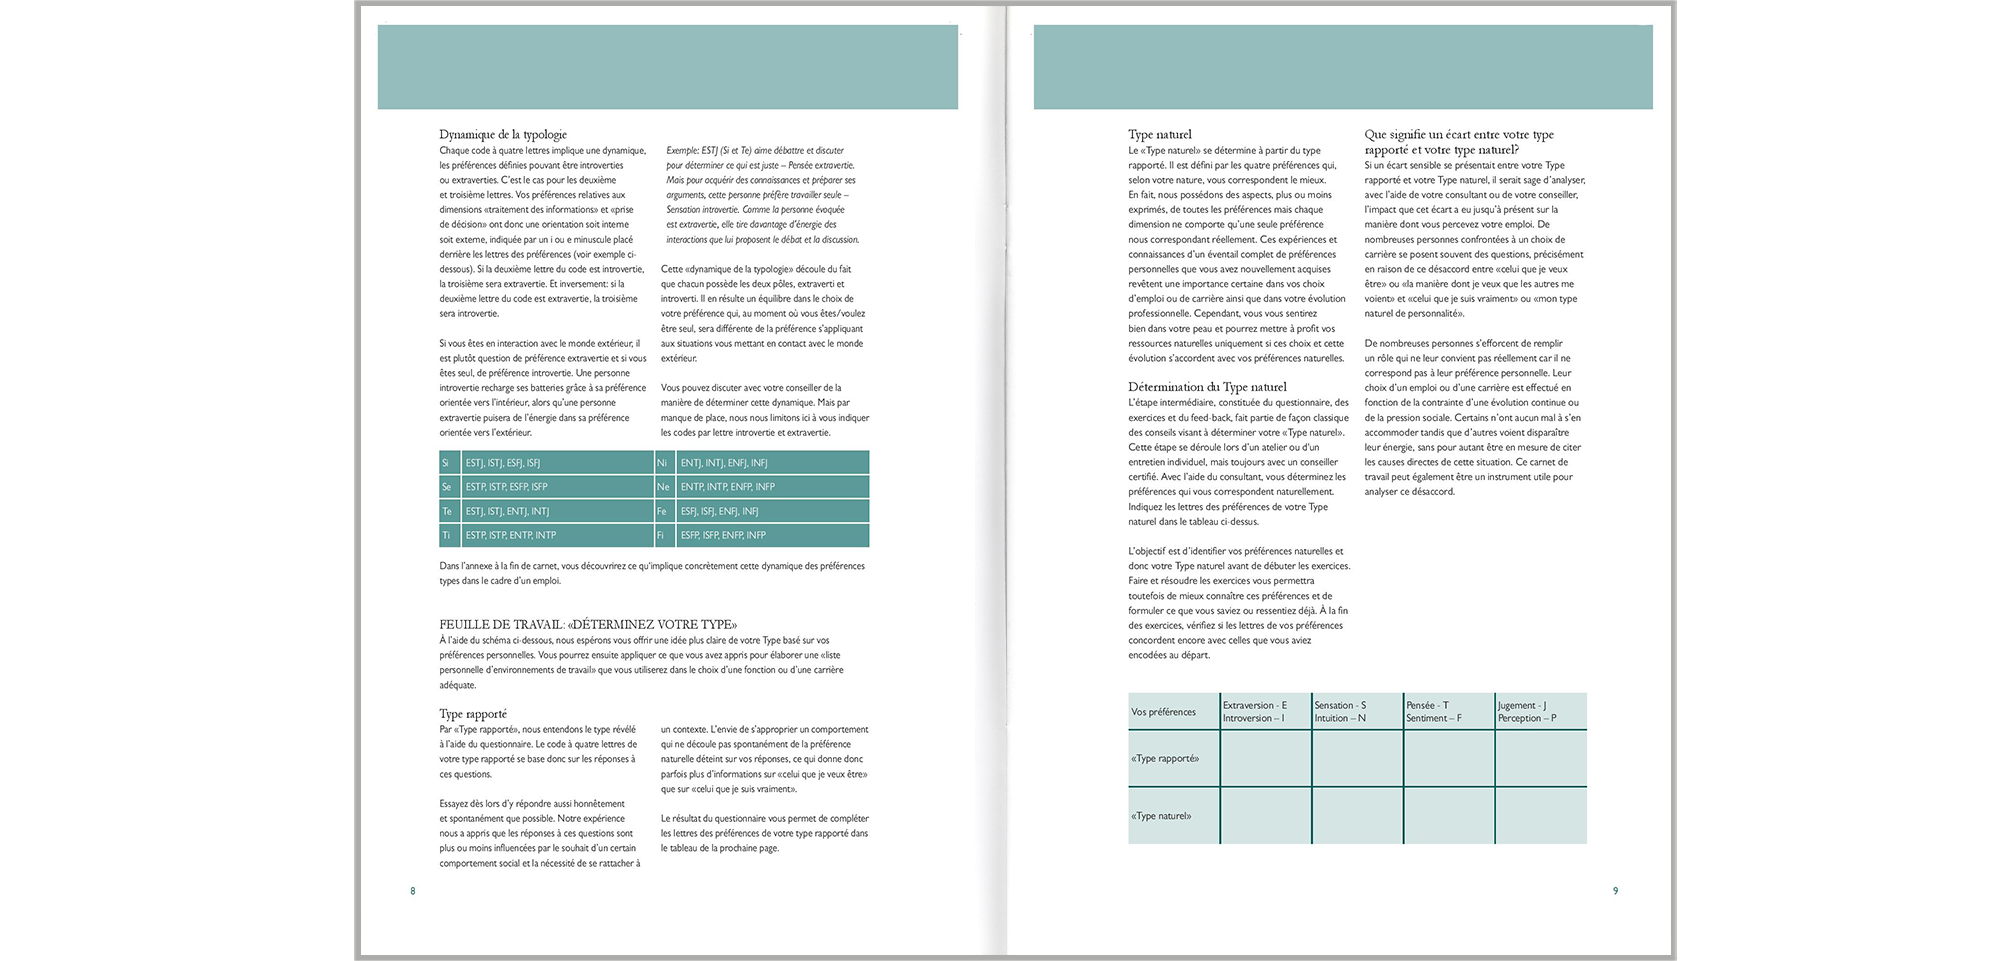 Dynamique de la typologie
Chaque code à quatre lettres implique une dynamique,
les préférences définies pouvant être introverties
ou extraverties. C'est le cas pour les deuxième
et troisième lettres. Vos préférences relatives aux
dimensions «traitement des informations» et «prise
de décision» ont donc une orientation soit interne
soit externe, indiquée par un i ou e minuscule placé
derrière les lettres des préférences (voir exemple ci-
dessous). Si la deuxième lettre du code est introvertie,
la troisième sera extravertie. Et inversement: si la
deuxième lettre du code est extravertie, la troisième
sera introvertie.
Si vous êtes en interaction avec le monde extérieur, il
est plutôt question de préférence extravertie et si vous
êtes seul, de préférence introvertie. Une personne
introvertie recharge ses batteries grâce à sa préférence
orientée vers l'intérieur, alors qu'une personne
extravertie puisera de l'énergie dans sa préférence
orientée vers l'extérieur.
Exemple: ESTJ (Si et Te) aime débattre et discuter
pour déterminer ce qui est juste – Pensée extravertie.
Mais pour acquérir des connaissances et préparer ses
arguments, cette personne préfère travailler seule –
Sensation introvertie. Comme la personne évoquée
est extravertie, elle tire davantage d'énergie des
interactions que lui proposent le débat et la discussion.
Cette «dynamique de la typologie» découle du fait
que chacun possède les deux pôles, extraverti et
introverti. Il en résulte un équilibre dans le choix de
votre préférence qui, au moment où vous êtes/voulez
être seul, sera différente de la préférence s'appliquant
aux situations vous mettant en contact avec le monde
extérieur.
Vous pouvez discuter avec votre conseiller de la
manière de déterminer cette dynamique. Mais par
manque de place, nous nous limitons ici à vous indiquer
les codes par lettre introvertie et extravertie.
Si ESTJ, ISTJ, ESFJ, ISFJ Ni ENTJ, INTJ, ENFJ, INFJ
Se ESTP, ISTP, ESFP, ISFP Ne ENTP, INTP, ENFP, INFP
Te ESTJ, ISTJ, ENTJ, INTJ Fe ESFJ, ISFJ, ENFJ, INFJ
Ti ESTP, ISTP, ENTP, INTP Fi ESFP, ISFP, ENFP, INFP
Dans l'annexe à la fin de carnet, vous découvrirez ce qu'implique concrètement cette dynamique des préférences
types dans le cadre d'un emploi.
FEUILLE DE TRAVAIL: «DÉTERMINEZ VOTRE TYPE»
À l'aide du schéma ci-dessous, nous espérons vous offrir une idée plus claire de votre Type basé sur vos
préférences personnelles. Vous pourrez ensuite appliquer ce que vous avez appris pour élaborer une «liste
personnelle d'environnements de travail» que vous utiliserez dans le choix d'une fonction ou d'une carrière
adéquate.
Type rapporté
Par «Type rapporté», nous entendons le type révélé
à l'aide du questionnaire. Le code à quatre lettres de
votre type rapporté se base donc sur les réponses à
ces questions.
Essayez dès lors d'y répondre aussi honnêtement
et spontanément que possible. Notre expérience
nous a appris que les réponses à ces questions sont
plus ou moins influencées par le souhait d'un certain
comportement social et la nécessité de se rattacher à
un contexte. L'envie de s'approprier un comportement
qui ne découle pas spontanément de la préférence
naturelle déteint sur vos réponses, ce qui donne donc
parfois plus d'informations sur «celui que je veux être»
que sur «celui que je suis vraiment».
Le résultat du questionnaire vous permet de compléter
les lettres des préférences de votre type rapporté dans
le tableau de la prochaine page.
8
Type naturel
Le «Type naturel» se détermine à partir du type
rapporté. Il est défini par les quatre préférences qui,
selon votre nature, vous correspondent le mieux.
En fait, nous possédons des aspects, plus ou moins
exprimés, de toutes les préférences mais chaque
dimension ne comporte qu'une seule préférence
nous correspondant réellement. Ces expériences et
connaissances d'un éventail complet de préférences
personnelles que vous avez nouvellement acquises
revêtent une importance certaine dans vos choix
d'emploi ou de carrière ainsi que dans votre évolution
professionnelle. Cependant, vous vous sentirez
bien dans votre peau et pourrez mettre à profit vos
ressources naturelles uniquement si ces choix et cette
évolution s'accordent avec vos préférences naturelles.
Détermination du Type naturel
L'étape intermédiaire, constituée du questionnaire, des
exercices et du feed-back, fait partie de façon classique
des conseils visant à déterminer votre «Type naturel».
Cette étape se déroule lors d'un atelier ou d'un
entretien individuel, mais toujours avec un conseiller
certifié. Avec l'aide du consultant, vous déterminez les
préférences qui vous correspondent naturellement.
Indiquez les lettres des préférences de votre Type
naturel dans le tableau ci-dessus.
L'objectif est d'identifier vos préférences naturelles et
donc votre Type naturel avant de débuter les exercices.
Faire et résoudre les exercices vous permettra
toutefois de mieux connaître ces préférences et de
formuler ce que vous saviez ou ressentiez déjà. À la fin
des exercices, vérifiez si les lettres de vos préférences
concordent encore avec celles que vous aviez
encodées au départ.
Que signifie un écart entre votre type
rapporté et votre type naturel?
Si un écart sensible se présentait entre votre Type
rapporté et votre Type naturel, il serait sage d'analyser,
avec l'aide de votre consultant ou de votre conseiller,
l'impact que cet écart a eu jusqu'à présent sur la
manière dont vous percevez votre emploi. De
nombreuses personnes confrontées à un choix de
carrière se posent souvent des questions, précisément
en raison de ce désaccord entre «celui que je veux
être» ou «la manière dont je veux que les autres me
voient» et «celui que je suis vraiment» ou «mon type
naturel de personnalité».
De nombreuses personnes s'efforcent de remplir
un rôle qui ne leur convient pas réellement car il ne
correspond pas à leur préférence personnelle. Leur
choix d'un emploi ou d'une carrière est effectué en
fonction de la contrainte d'une évolution continue ou
de la pression sociale. Certains n'ont aucun mal à s'en
accommoder tandis que d'autres voient disparaître
leur énergie, sans pour autant être en mesure de citer
les causes directes de cette situation. Ce carnet de
travail peut également être un instrument utile pour
analyser ce désaccord.
Vos préférences
Extraversion - E
Introversion – I
Sensation - S
Intuition – N
Pensée - T
Sentiment – F
Jugement - J
Perception – P
«Type rapporté»
«Type naturel»
9